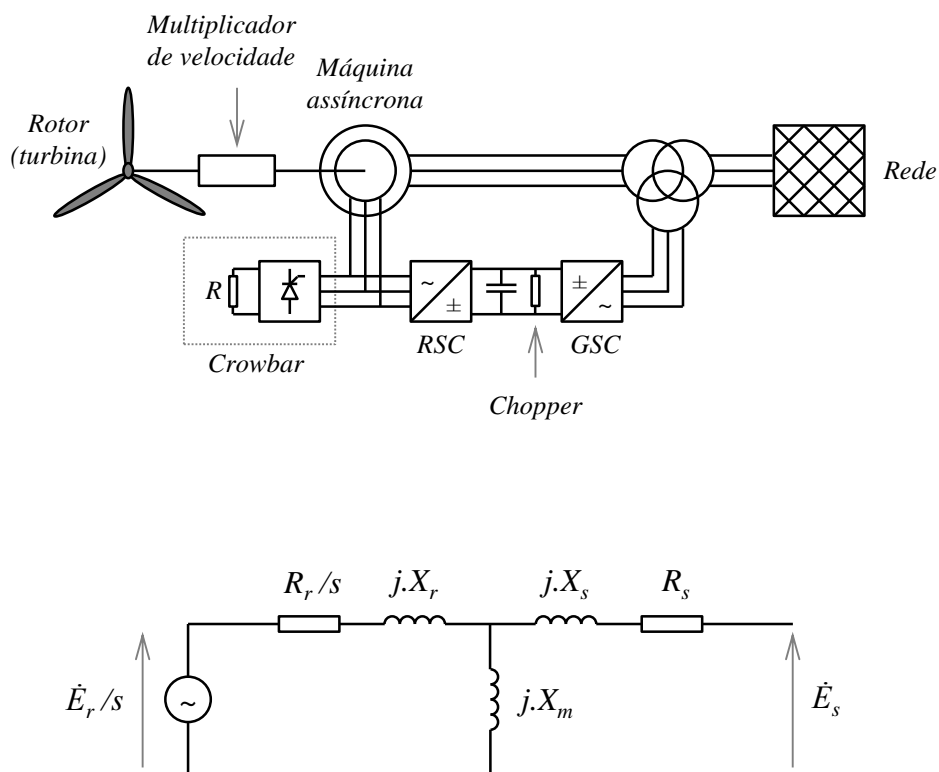 Multiplicador
de velocidade
Máquina
assíncrona
Rotor
(turbina)
Rede
R
~
±
±
~
RSC
GSC
Crowbar
Chopper
R_r /s
j.X_r
j.X_s
R_s
Ė_r /s
~
j.X_m
Ė_s